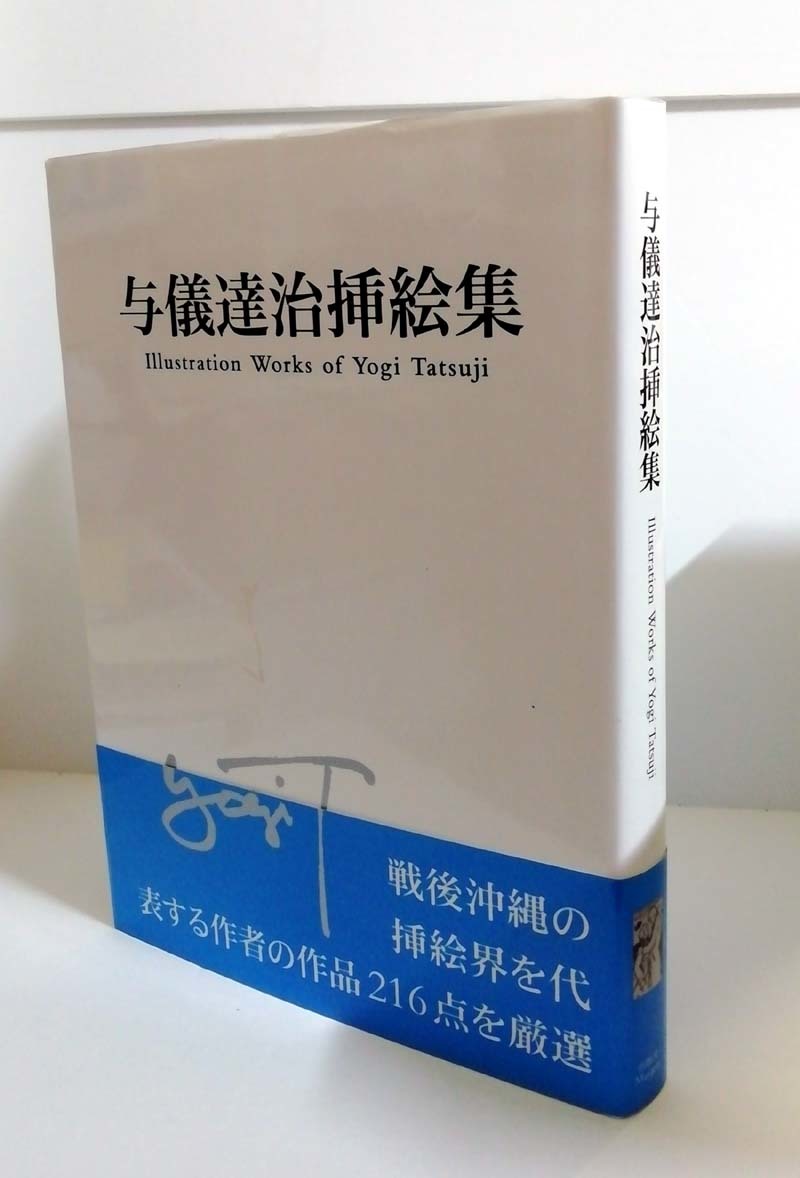 与儀達治挿絵集
Illustration Works of Yogi Tatsuji
yogi T
戦後沖縄の
挿絵界を代
表する作者の作品216点を厳選
与儀達治挿絵集
Illustration Works of Yogi Tatsuji